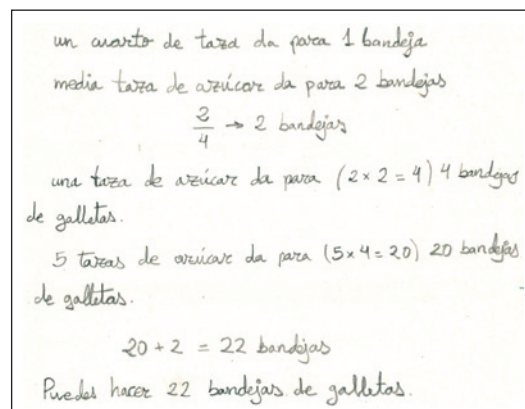 un cuarto de taza da para 1 bandeja
media taza de azúcar da para 2 bandejas
2/4 → 2 bandejas
una taza de azúcar da para (2 × 2 = 4) 4 bandejas
de galletas.
5 tazas de azúcar da para (5 × 4 = 20) 20 bandejas
de galletas.
20 + 2 = 22 bandejas
Puedes hacer 22 bandejas de galletas.